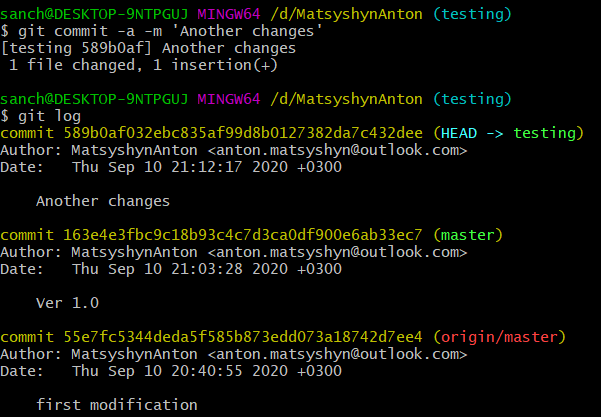 sanch@DESKTOP-9NTPGUJ MINGW64 /d/MatsyshynAnton (testing)
$ git commit -a -m 'Another changes'
[testing 589b0af] Another changes
 1 file changed, 1 insertion(+)

sanch@DESKTOP-9NTPGUJ MINGW64 /d/MatsyshynAnton (testing)
$ git log
commit 589b0af032ebc835af99d8b0127382da7c432dee (HEAD -> testing)
Author: MatsyshynAnton <anton.matsyshyn@outlook.com>
Date:   Thu Sep 10 21:12:17 2020 +0300

    Another changes

commit 163e4e3fbc9c18b93c4c7d3ca0df900e6ab33ec7 (master)
Author: MatsyshynAnton <anton.matsyshyn@outlook.com>
Date:   Thu Sep 10 21:03:28 2020 +0300

    Ver 1.0

commit 55e7fc5344deda5f585b873edd073a18742d7ee4 (origin/master)
Author: MatsyshynAnton <anton.matsyshyn@outlook.com>
Date:   Thu Sep 10 20:40:55 2020 +0300

    first modification